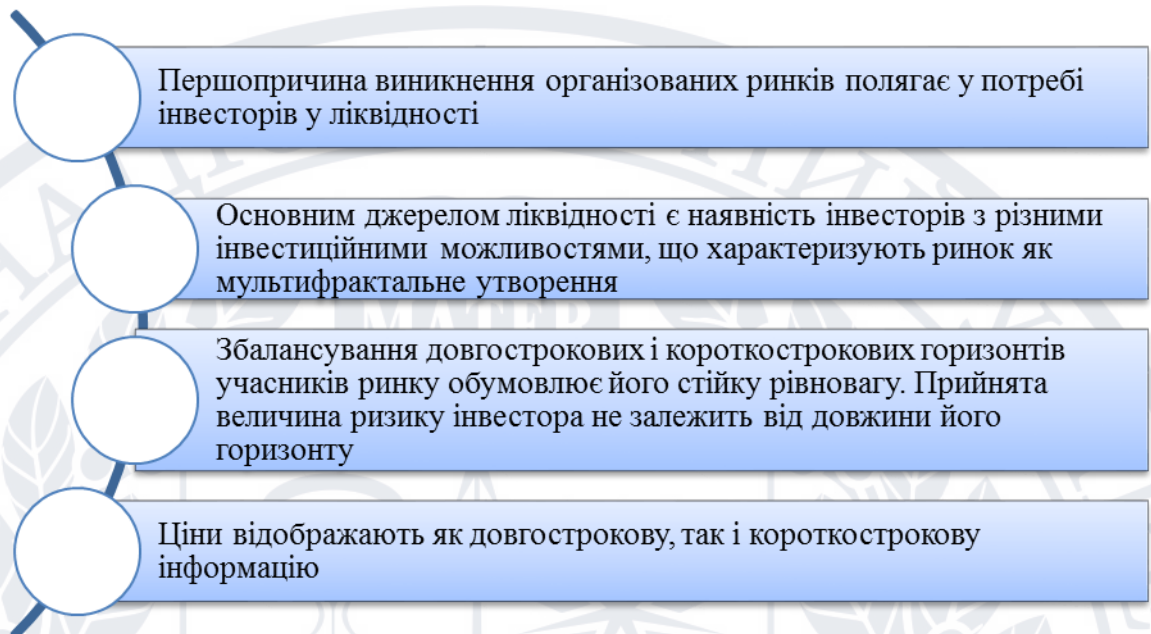 Першопричина виникнення організованих ринків полягає у потребі
інвесторів у ліквідності
Основним джерелом ліквідності є наявність інвесторів з різними
інвестиційними можливостями, що характеризують ринок як
мультифрактальне утворення
Збалансування довгострокових і короткострокових горизонтів
учасників ринку обумовлює його стійку рівновагу. Прийнята
величина ризику інвестора не залежить від довжини його
горизонту
Ціни відображають як довгострокову, так і короткострокову
інформацію